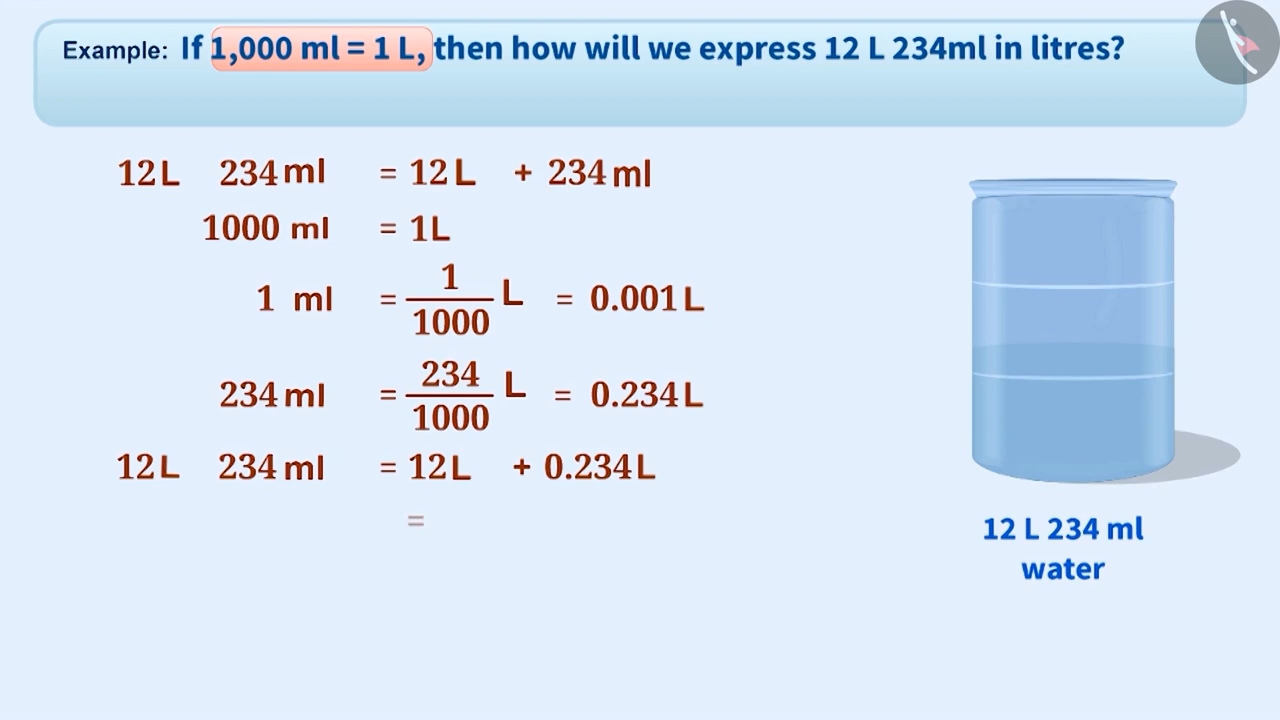 Example: If 1,000 ml = 1 L, then how will we express 12 L 234ml in litres?
12 L 234 ml = 12 L + 234 ml
1000 ml = 1 L
1 ml = 1/1000 L = 0.001 L
234 ml = 234/1000 L = 0.234 L
12 L 234 ml = 12 L + 0.234 L
=
12 L 234 ml
water